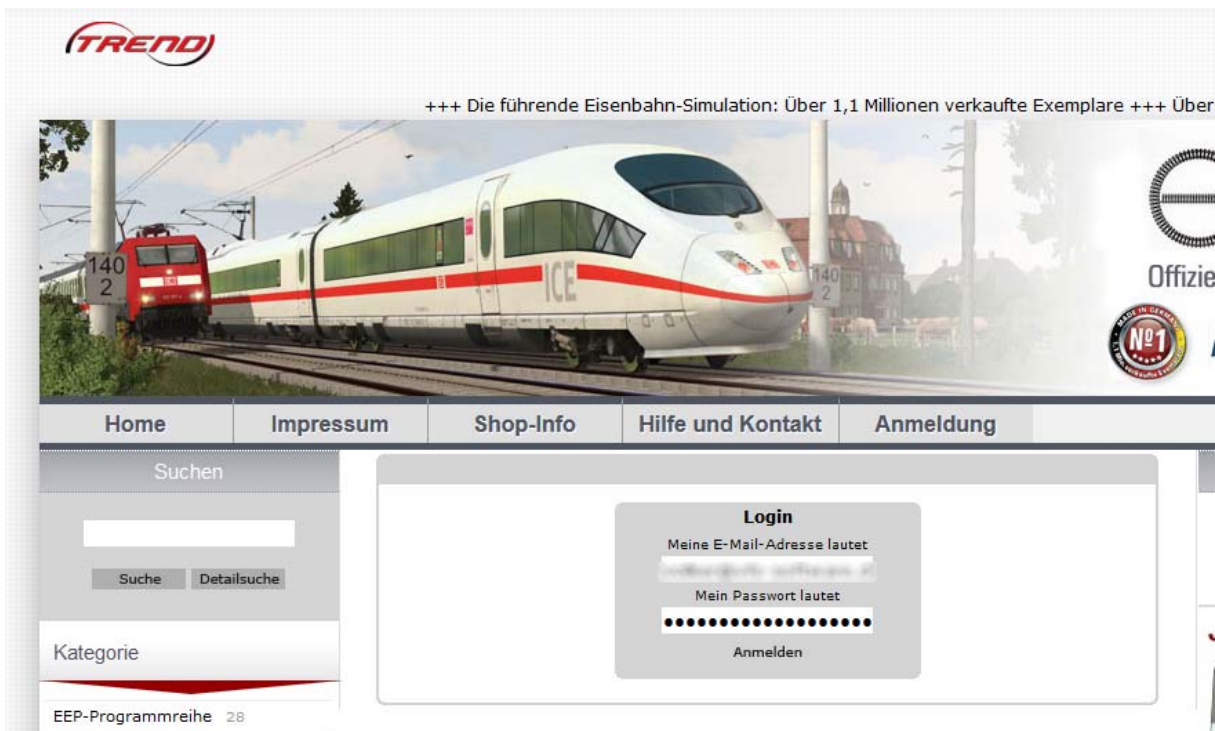 TREND
+++ Die führende Eisenbahn-Simulation: Über 1,1 Millionen verkaufte Exemplare +++ Über
140
2
ICE
140
2
Offizie
MADE IN GERMANY
Nº1
Home Impressum Shop-Info Hilfe und Kontakt Anmeldung
Suchen
Suche Detailsuche
Login
Meine E-Mail-Adresse lautet
Mein Passwort lautet
Anmelden
Kategorie
EEP-Programmreihe 28